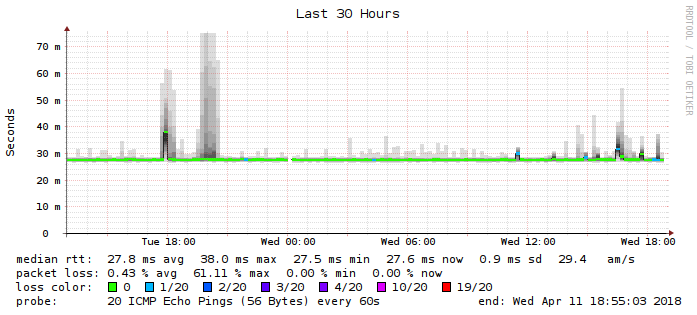 Last 30 Hours
RRDTOOL / TOBI OETIKER
Seconds
70 m
60 m
50 m
40 m
30 m
20 m
10 m
0
Tue 18:00 Wed 00:00 Wed 06:00 Wed 12:00 Wed 18:00
median rtt: 27.8 ms avg 38.0 ms max 27.5 ms min 27.6 ms now 0.9 ms sd 29.4 am/s
packet loss: 0.43 % avg 61.11 % max 0.00 % min 0.00 % now
loss color: 0 1/20 2/20 3/20 4/20 10/20 19/20
probe: 20 ICMP Echo Pings (56 Bytes) every 60s end: Wed Apr 11 18:55:03 2018